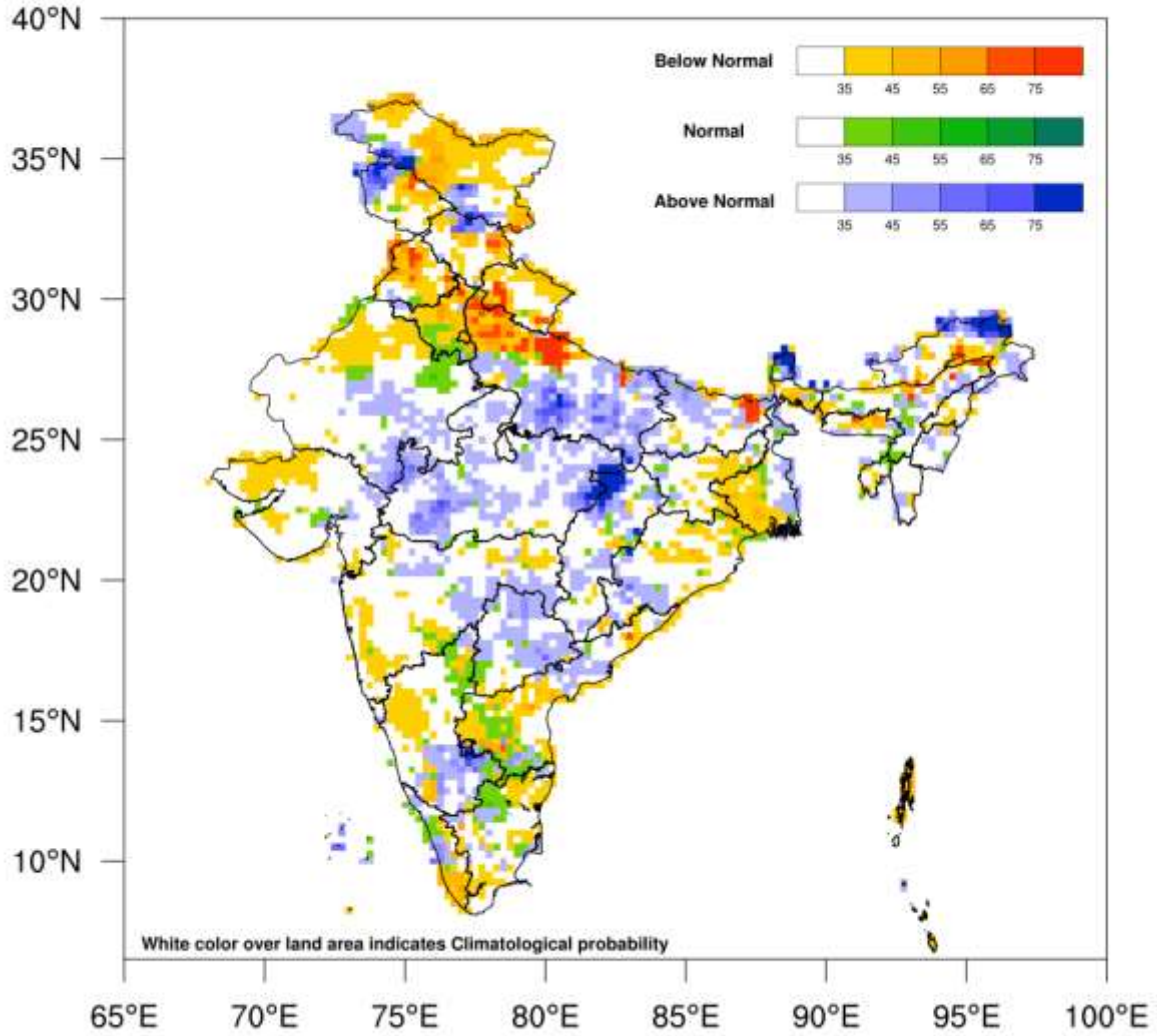 40°N
35°N
30°N
25°N
20°N
15°N
10°N
Below Normal
35 45 55 65 75
Normal
35 45 55 65 75
Above Normal
35 45 55 65 75
White color over land area indicates Climatological probability
65°E 70°E 75°E 80°E 85°E 90°E 95°E 100°E